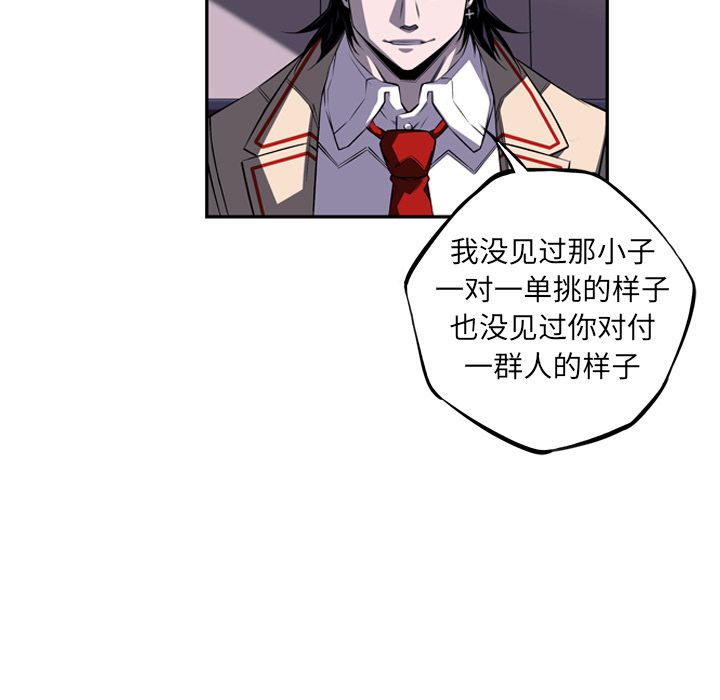 我没见过那小子
一对一单挑的样子
也没见过你对付
一群人的样子